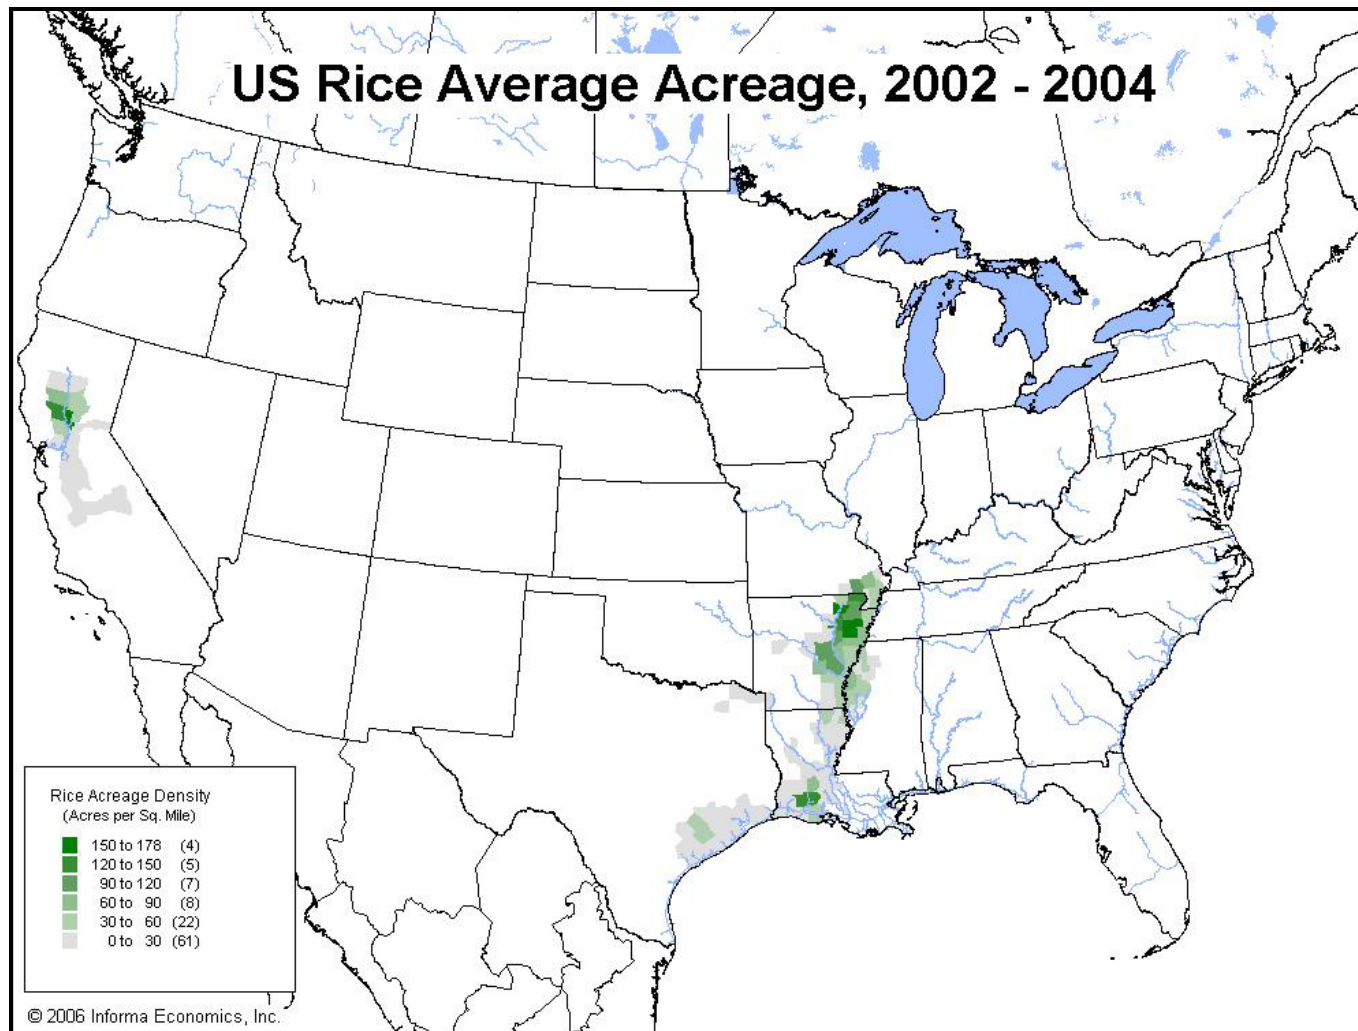 US Rice Average Acreage, 2002 - 2004
Rice Acreage Density
(Acres per Sq. Mile)
150 to 178 (4)
120 to 150 (5)
90 to 120 (7)
60 to 90 (8)
30 to 60 (22)
0 to 30 (61)
© 2006 Informa Economics, Inc.